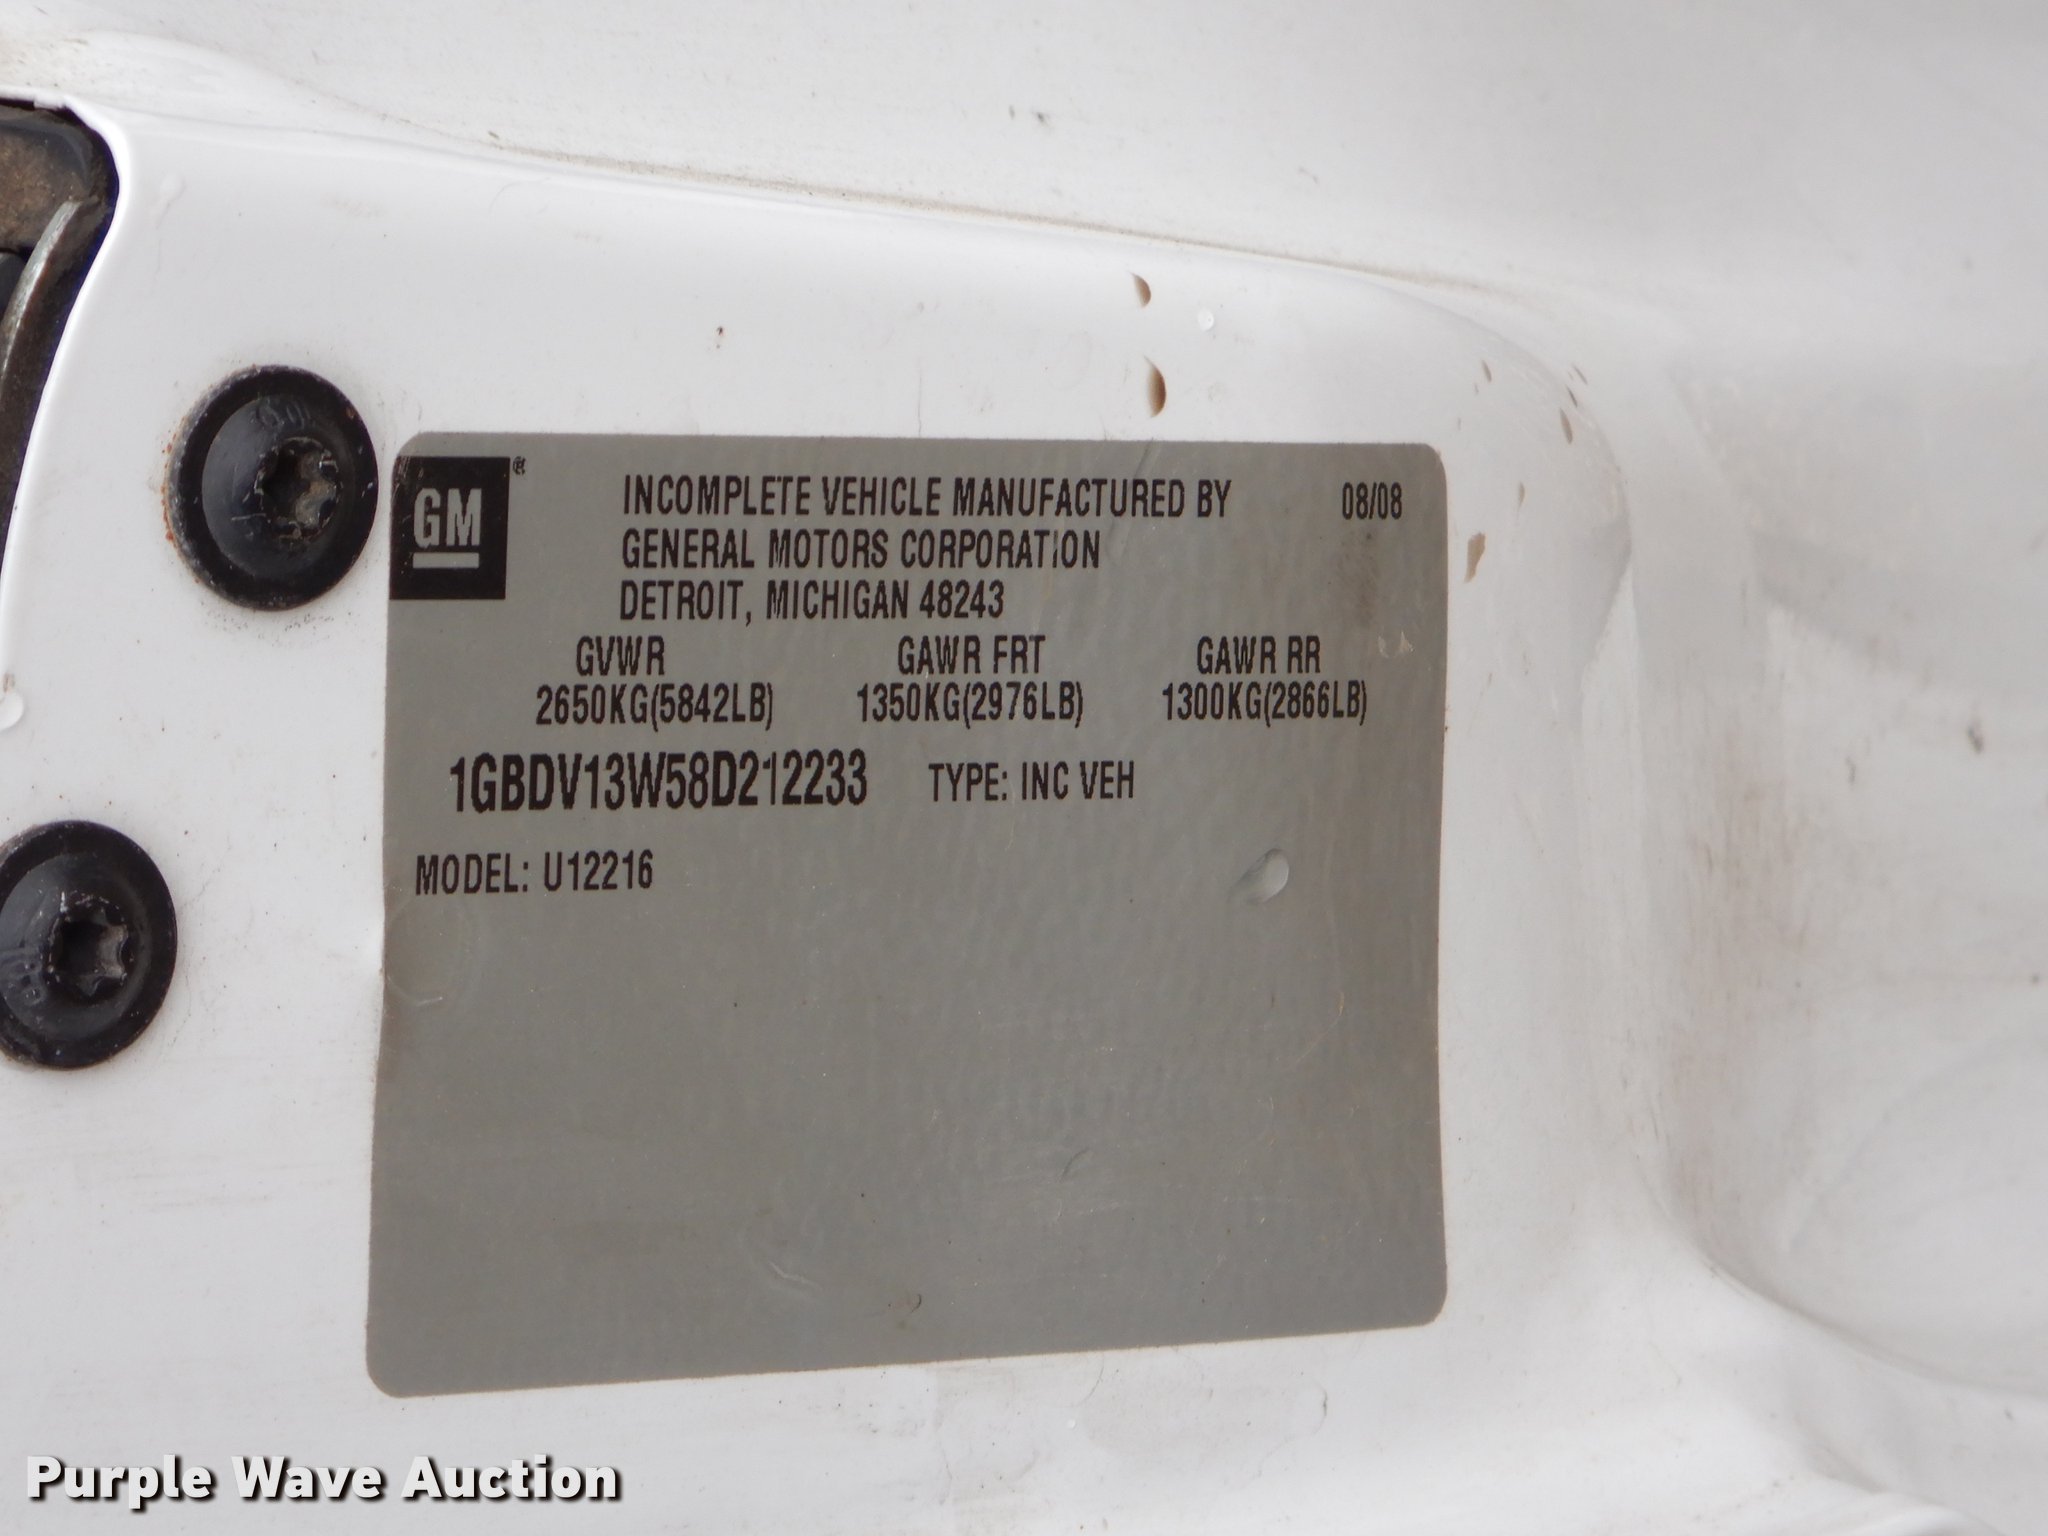 GM®
INCOMPLETE VEHICLE MANUFACTURED BY 08/08
GENERAL MOTORS CORPORATION
DETROIT, MICHIGAN 48243
GVWR GAWR FRT GAWR RR
2650KG(5842LB) 1350KG(2976LB) 1300KG(2866LB)
1GBDV13W58D212233 TYPE: INC VEH
MODEL: U12216
Purple Wave Auction